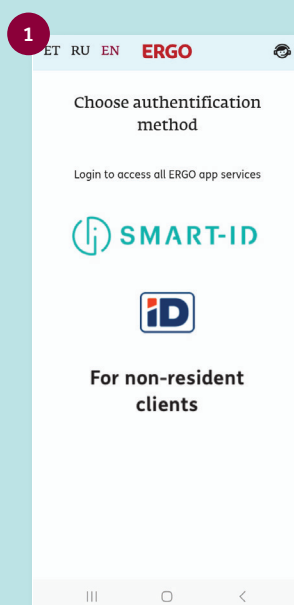 1
ET RU EN ERGO
Choose authentification
method
Login to access all ERGO app services
SMART-ID
iD
For non-resident
clients